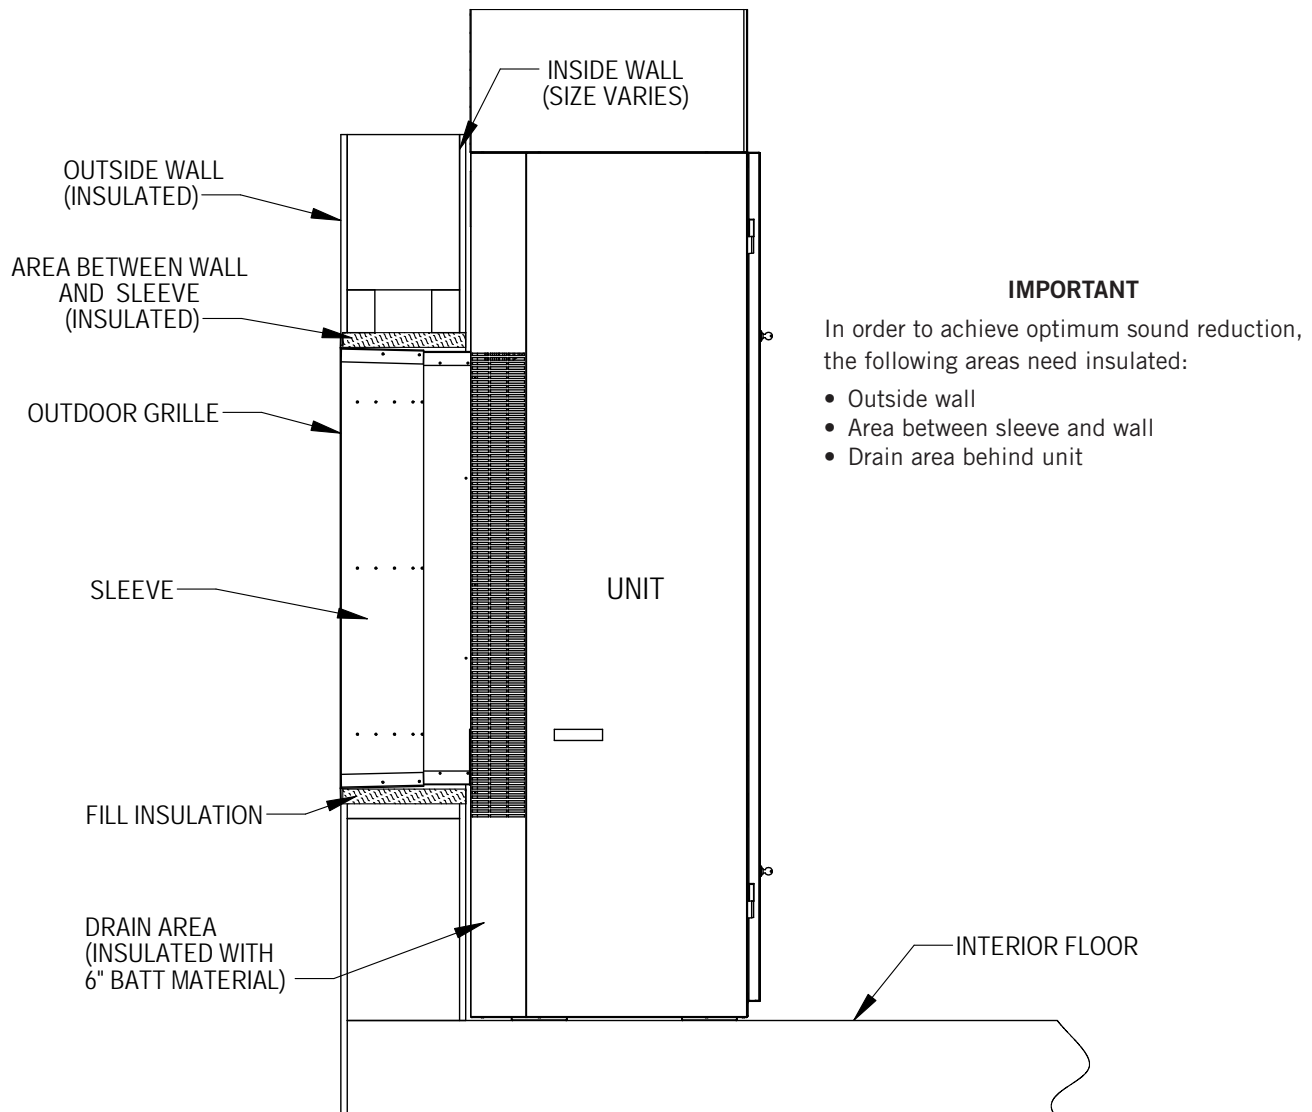 INSIDE WALL
(SIZE VARIES)
OUTSIDE WALL
(INSULATED)
AREA BETWEEN WALL
AND SLEEVE
(INSULATED)
OUTDOOR GRILLE
SLEEVE
UNIT
FILL INSULATION
DRAIN AREA
(INSULATED WITH
6" BATT MATERIAL)
INTERIOR FLOOR
IMPORTANT
In order to achieve optimum sound reduction,
the following areas need insulated:
• Outside wall
• Area between sleeve and wall
• Drain area behind unit